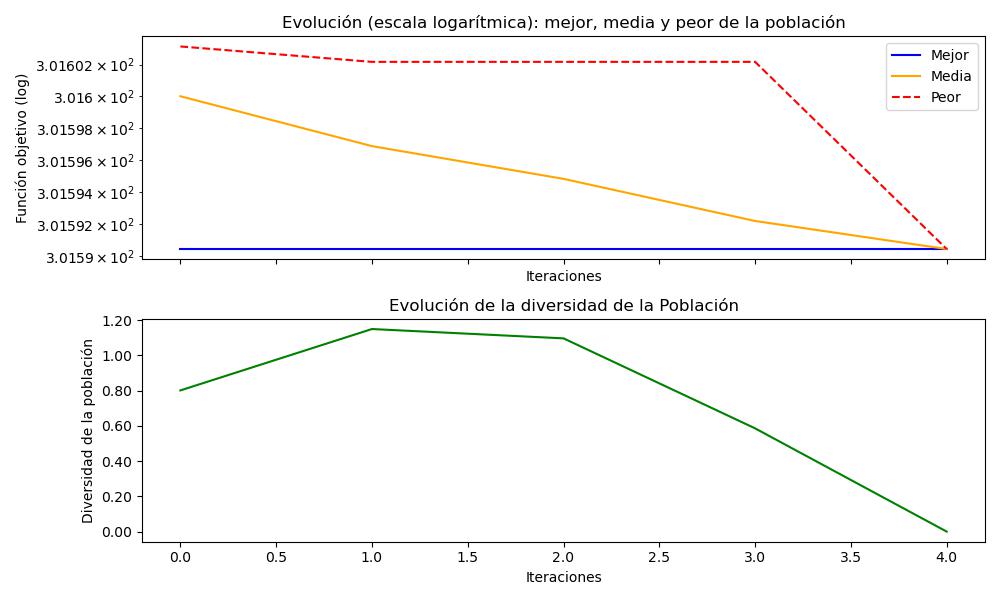 Evolución (escala logarítmica): mejor, media y peor de la población
Función objetivo (log)
3.01602 × 10²
3.016 × 10²
3.01598 × 10²
3.01596 × 10²
3.01594 × 10²
3.01592 × 10²
3.0159 × 10²
Mejor
Media
Peor
Iteraciones
Evolución de la diversidad de la Población
Diversidad de la población
1.20
1.00
0.80
0.60
0.40
0.20
0.00
0.0 0.5 1.0 1.5 2.0 2.5 3.0 3.5 4.0
Iteraciones